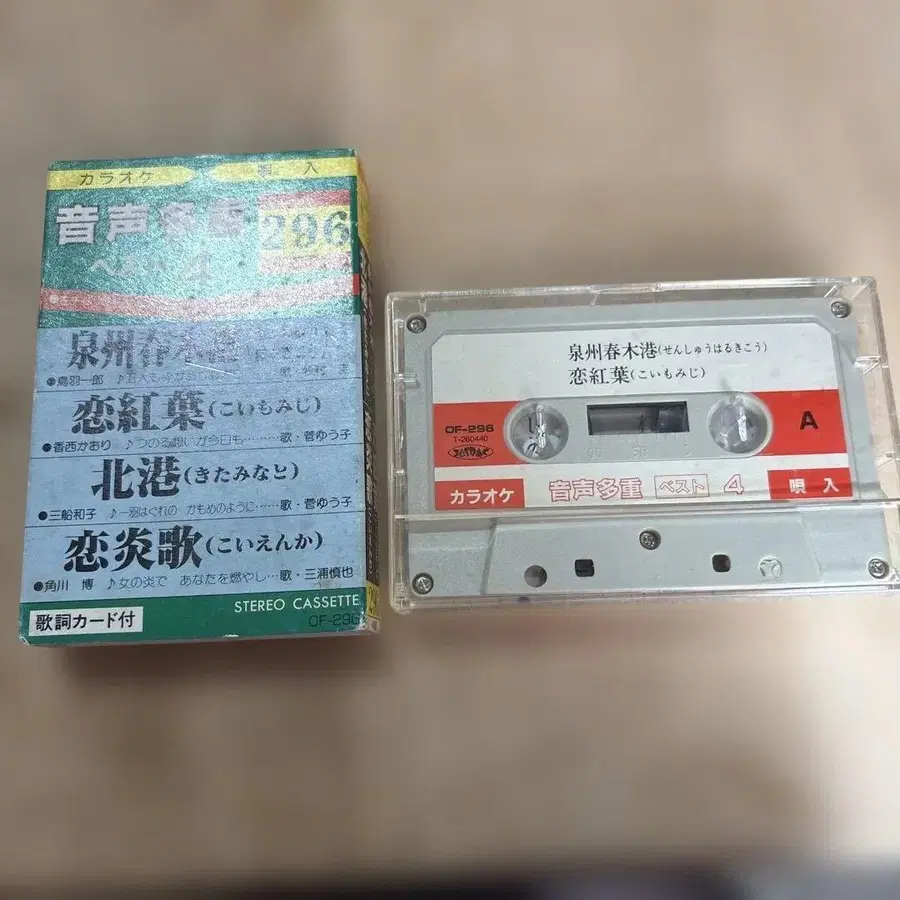 カラオケ 唄入
音声多重 296
ベスト 4
泉州春木港
●鳥羽一郎
恋紅葉(こいもみじ)
●香西かおり ♪つのる想いが今日も………歌・菅ゆう子
北港(きたみなと)
●三船和子 ♪一羽はぐれの かもめのように……歌・菅ゆう子
恋炎歌(こいえんか)
●角川 博 ♪女の炎で あなたを燃やし…歌・三浦慎也
STEREO CASSETTE
歌詞カード付
OF-296
泉州春木港(せんしゅうはるきこう)
恋紅葉(こいもみじ)
OF-296
T-260440
JASRAC
A
カラオケ 音声多重 ベスト 4 唄入